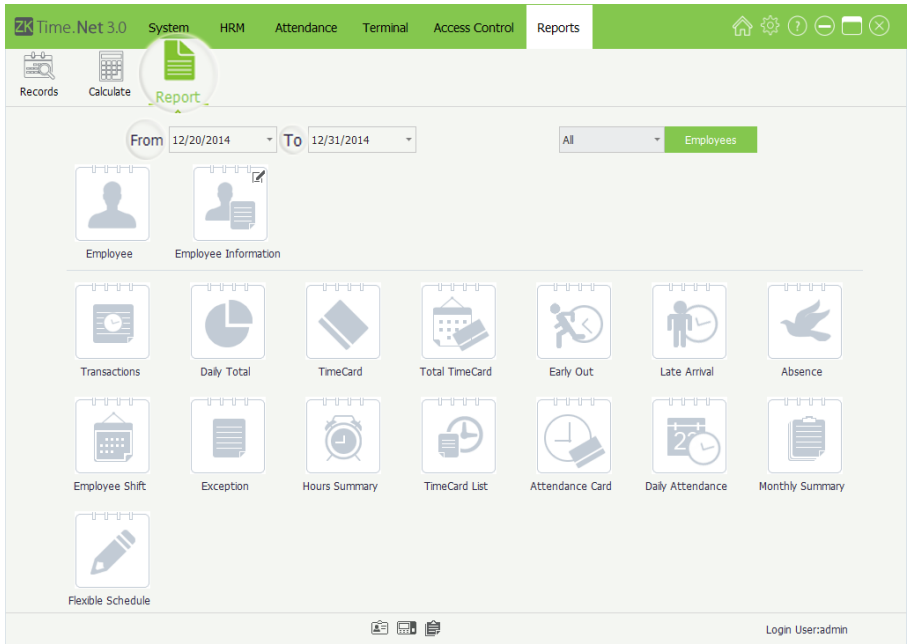 ZK Time.Net 3.0 System HRM Attendance Terminal Access Control Reports
Records Calculate Report
From 12/20/2014 To 12/31/2014 All Employees
Employee Employee Information
Transactions Daily Total TimeCard Total TimeCard Early Out Late Arrival Absence
Employee Shift Exception Hours Summary TimeCard List Attendance Card Daily Attendance Monthly Summary
Flexible Schedule
Login User:admin